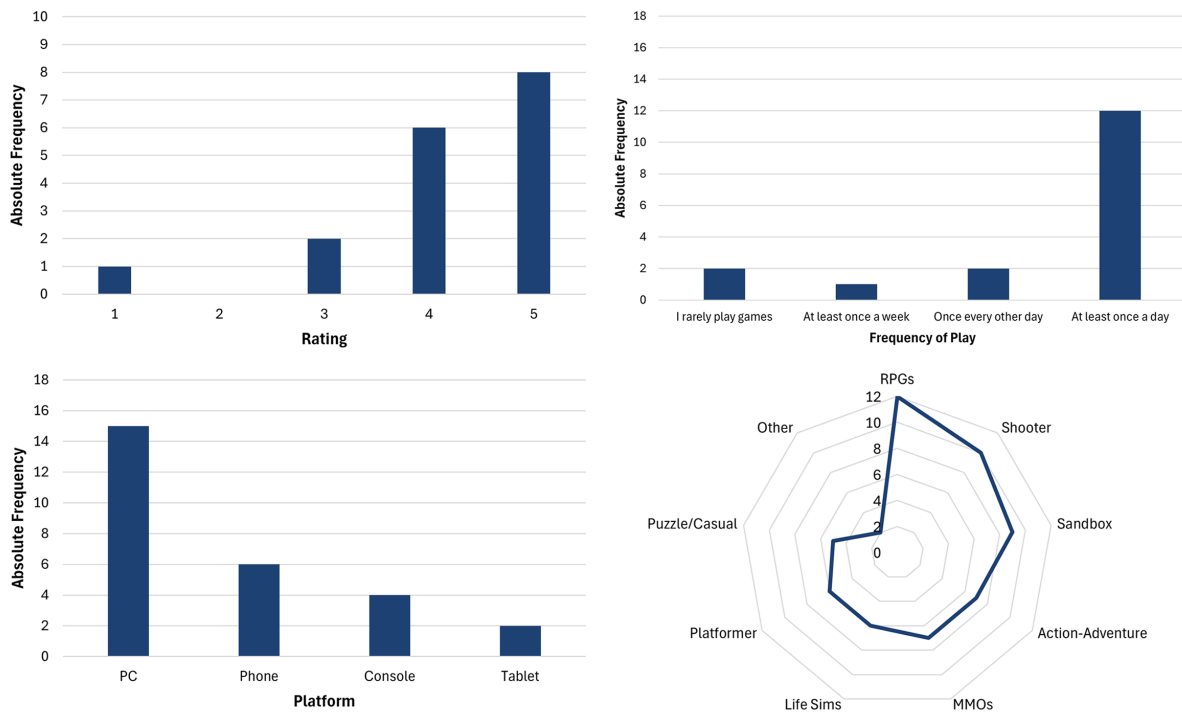 10
9
8
7
6
5
4
3
2
1
0
Absolute Frequency
1 2 3 4 5
Rating
18
16
14
12
10
8
6
4
2
0
Absolute Frequency
I rarely play games At least once a week Once every other day At least once a day
Frequency of Play
18
16
14
12
10
8
6
4
2
0
Absolute Frequency
PC Phone Console Tablet
Platform
RPGs
Shooter
Sandbox
Action-Adventure
MMOs
Life Sims
Platformer
Puzzle/Casual
Other
12
10
8
6
4
2
0